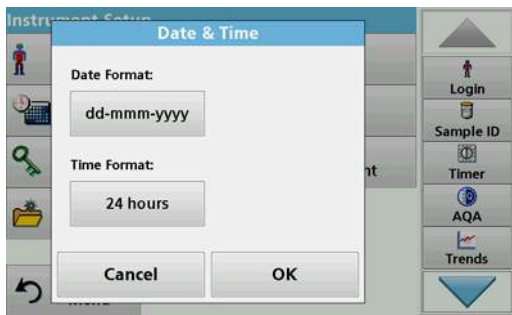 Date & Time
Date Format:
dd-mmm-yyyy
Time Format:
24 hours
Cancel
OK
Login
Sample ID
Timer
AQA
Trends